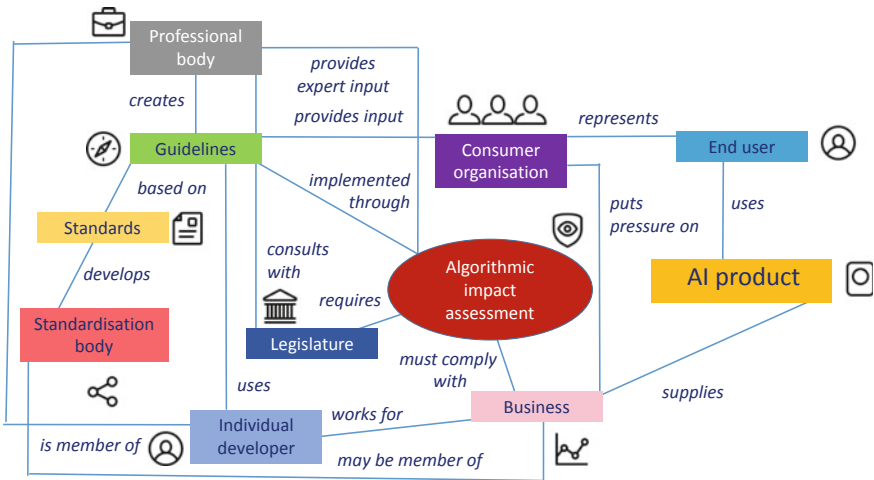 Professional
body
provides
expert input
creates
provides input
represents
Guidelines
Consumer
organisation
End user
based on
implemented
through
puts
pressure on
uses
Standards
consults
with
Algorithmic
impact
assessment
AI product
develops
requires
Standardisation
body
Legislature
must comply
with
uses
supplies
Business
works for
Individual
developer
is member of
may be member of